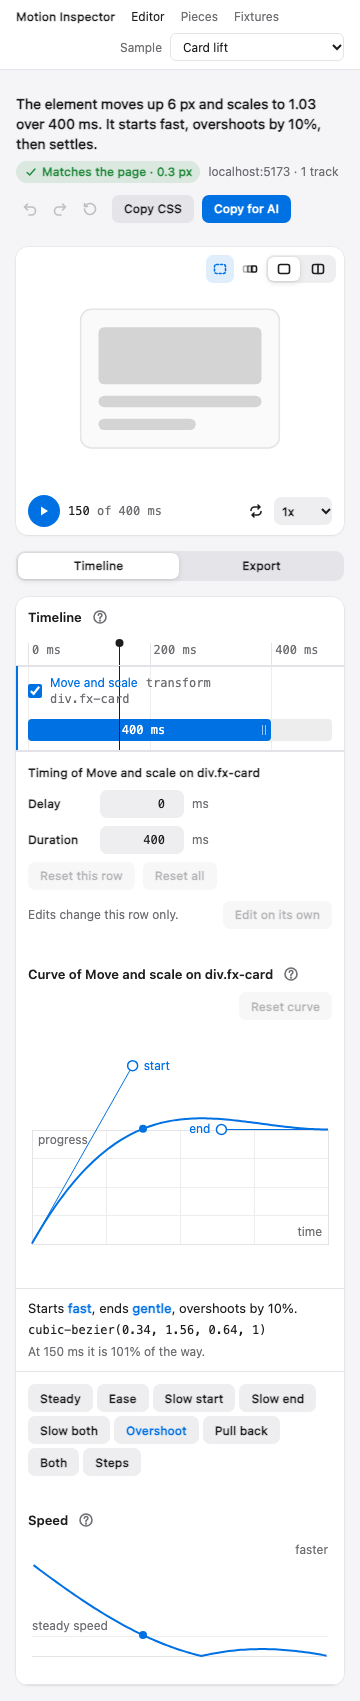 Motion Inspector Editor Pieces Fixtures
Sample Card lift
The element moves up 6 px and scales to 1.03
over 400 ms. It starts fast, overshoots by 10%,
then settles.
Matches the page · 0.3 px localhost:5173 · 1 track
Copy CSS Copy for AI
150 of 400 ms 1x
Timeline Export
Timeline
0 ms 200 ms 400 ms
Move and scale transform
div.fx-card
400 ms
Timing of Move and scale on div.fx-card
Delay 0 ms
Duration 400 ms
Reset this row Reset all
Edits change this row only. Edit on its own
Curve of Move and scale on div.fx-card
Reset curve
start
end
progress
time
Starts fast, ends gentle, overshoots by 10%.
cubic-bezier(0.34, 1.56, 0.64, 1)
At 150 ms it is 101% of the way.
Steady Ease Slow start Slow end
Slow both Overshoot Pull back
Both Steps
Speed
faster
steady speed